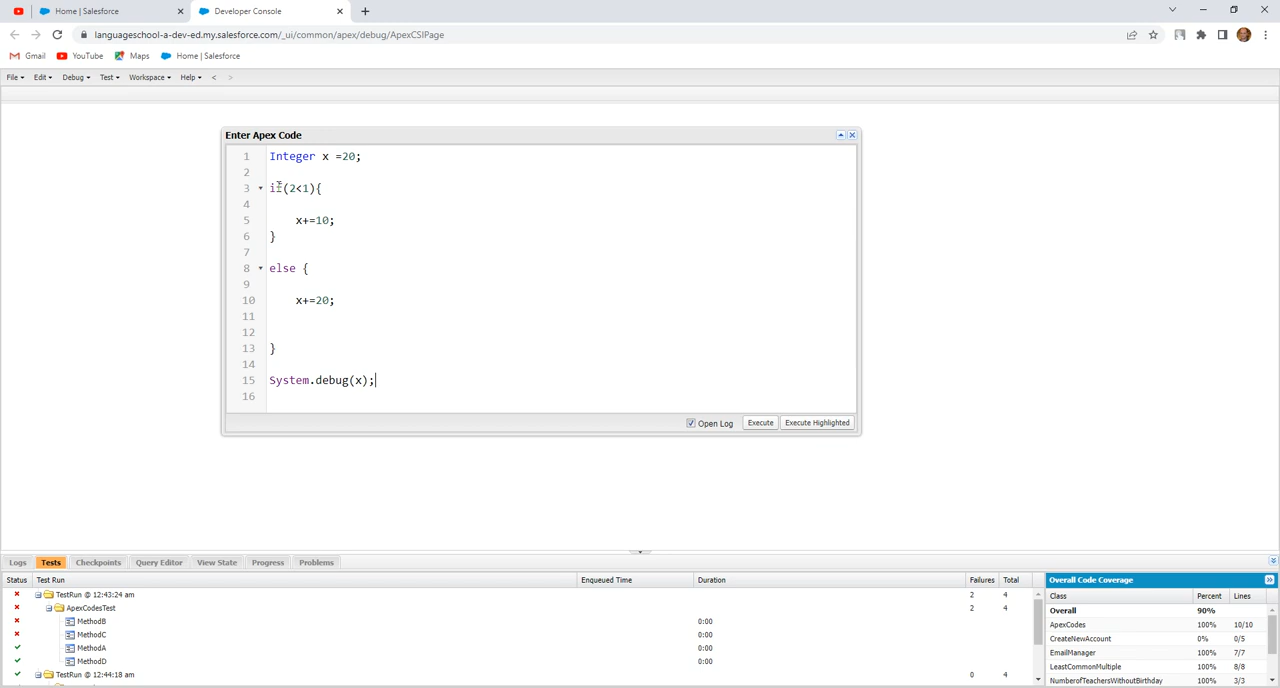 Home | Salesforce
Developer Console
languageschool-a-dev-ed.my.salesforce.com/_ui/common/apex/debug/ApexCSIPage
Gmail YouTube Maps Home | Salesforce
File Edit Debug Test Workspace Help < >
Enter Apex Code
1 Integer x =20;
2
3 if(2<1){
4
5 x+=10;
6 }
7
8 else {
9
10 x+=20;
11
12
13 }
14
15 System.debug(x);
16
Open Log Execute Execute Highlighted
Logs Tests Checkpoints Query Editor View State Progress Problems
Status Test Run Enqueued Time Duration Failures Total
TestRun @ 12:43:24 am 2 4
ApexCodesTest 2 4
MethodB 0:00
MethodC 0:00
MethodA 0:00
MethodD 0:00
TestRun @ 12:44:18 am 0 4
Overall Code Coverage
Class Percent Lines
Overall 90%
ApexCodes 100% 10/10
CreateNewAccount 0% 0/5
EmailManager 100% 7/7
LeastCommonMultiple 100% 8/8
NumberofTeachersWithoutBirthday 100% 3/3